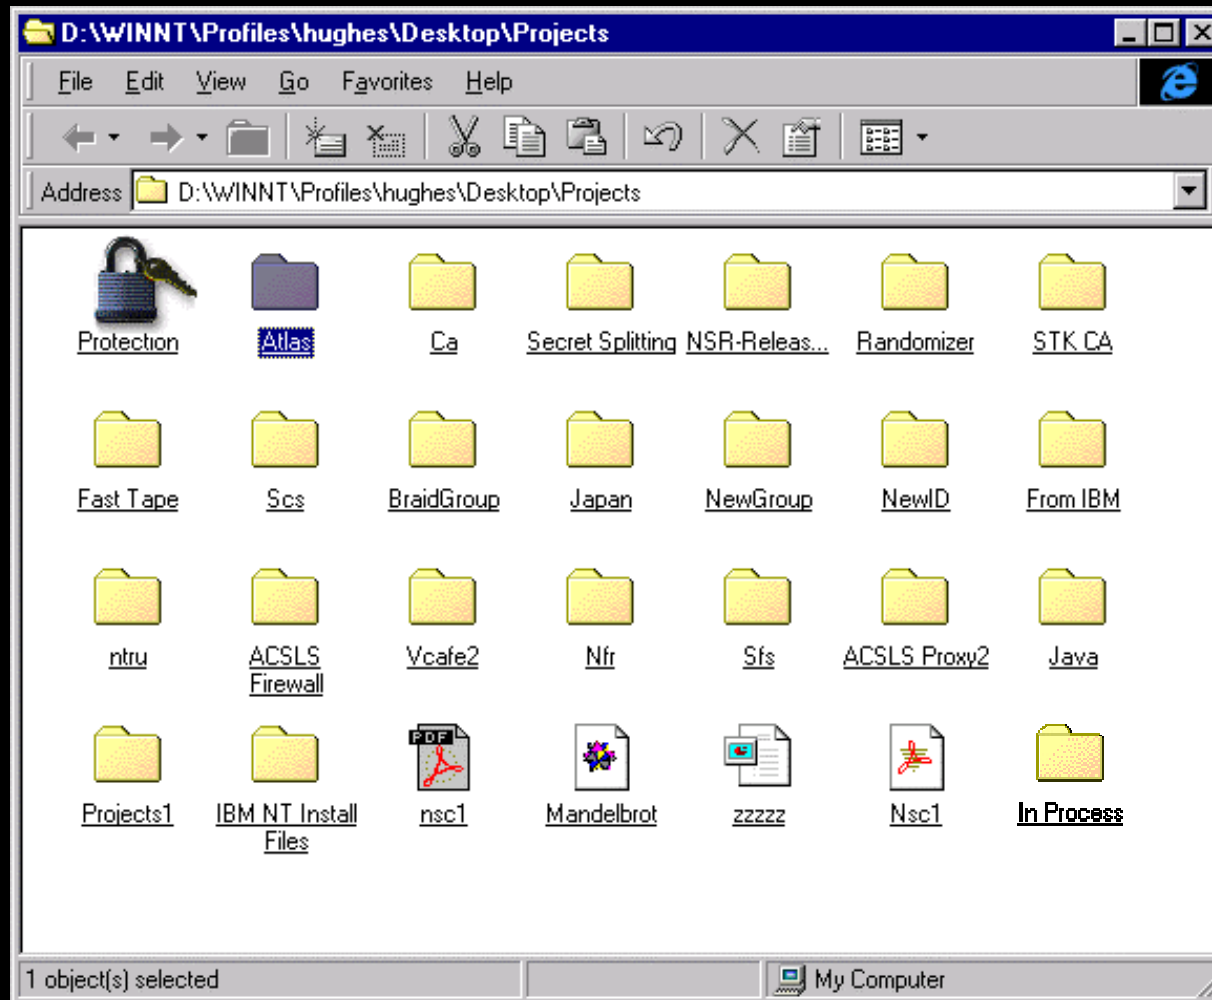 D:\WINNT\Profiles\hughes\Desktop\Projects
File Edit View Go Favorites Help
Address D:\WINNT\Profiles\hughes\Desktop\Projects
Protection Atlas Ca Secret Splitting NSR-Releas... Randomizer STK CA
Fast Tape Scs BraidGroup Japan NewGroup NewID From IBM
ntru ACSLS Vcafe2 Nfr Sfs ACSLS Proxy2 Java
Firewall
PDF
Projects1 IBM NT Install nsc1 Mandelbrot zzzzz Nsc1 In Process
Files
1 object(s) selected My Computer